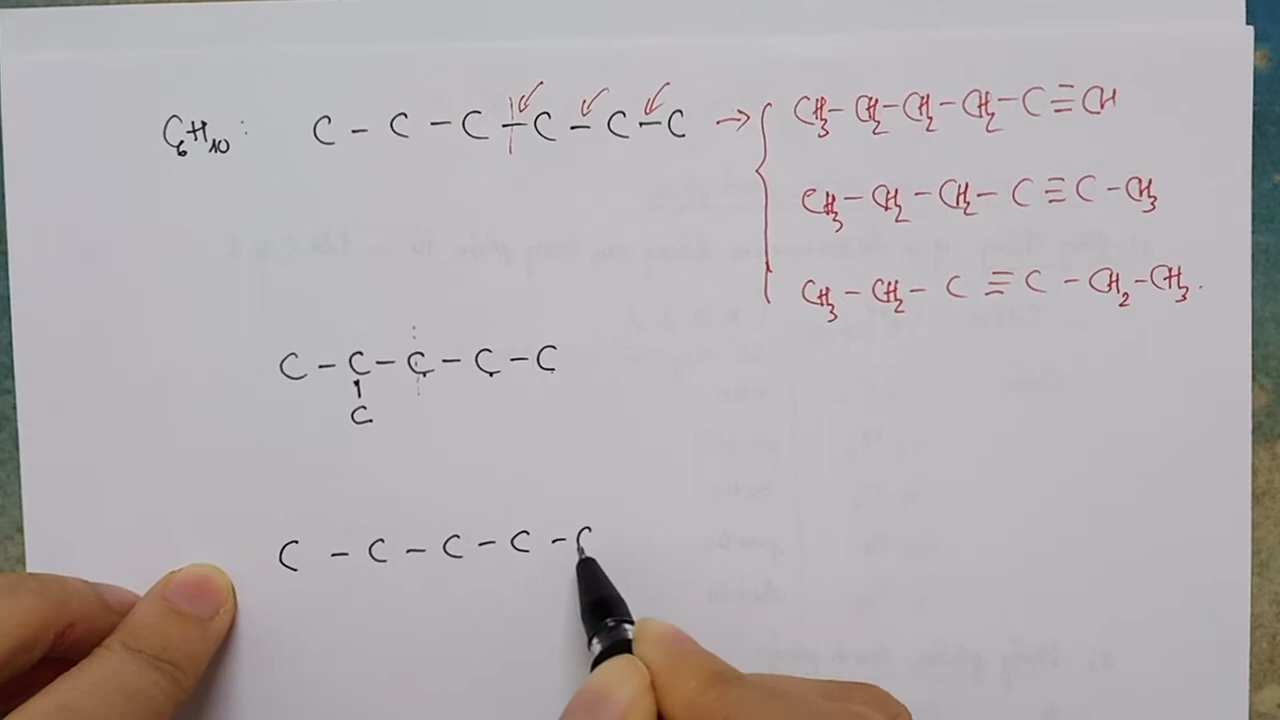 C₆H₁₀ : C – C – C – C – C – C → { CH₃ – CH₂ – CH₂ – CH₂ – C ≡ CH
CH₃ – CH₂ – CH₂ – C ≡ C – CH₃
CH₃ – CH₂ – C ≡ C – CH₂ – CH₃.
C – C – C – C – C
C
C – C – C – C – C